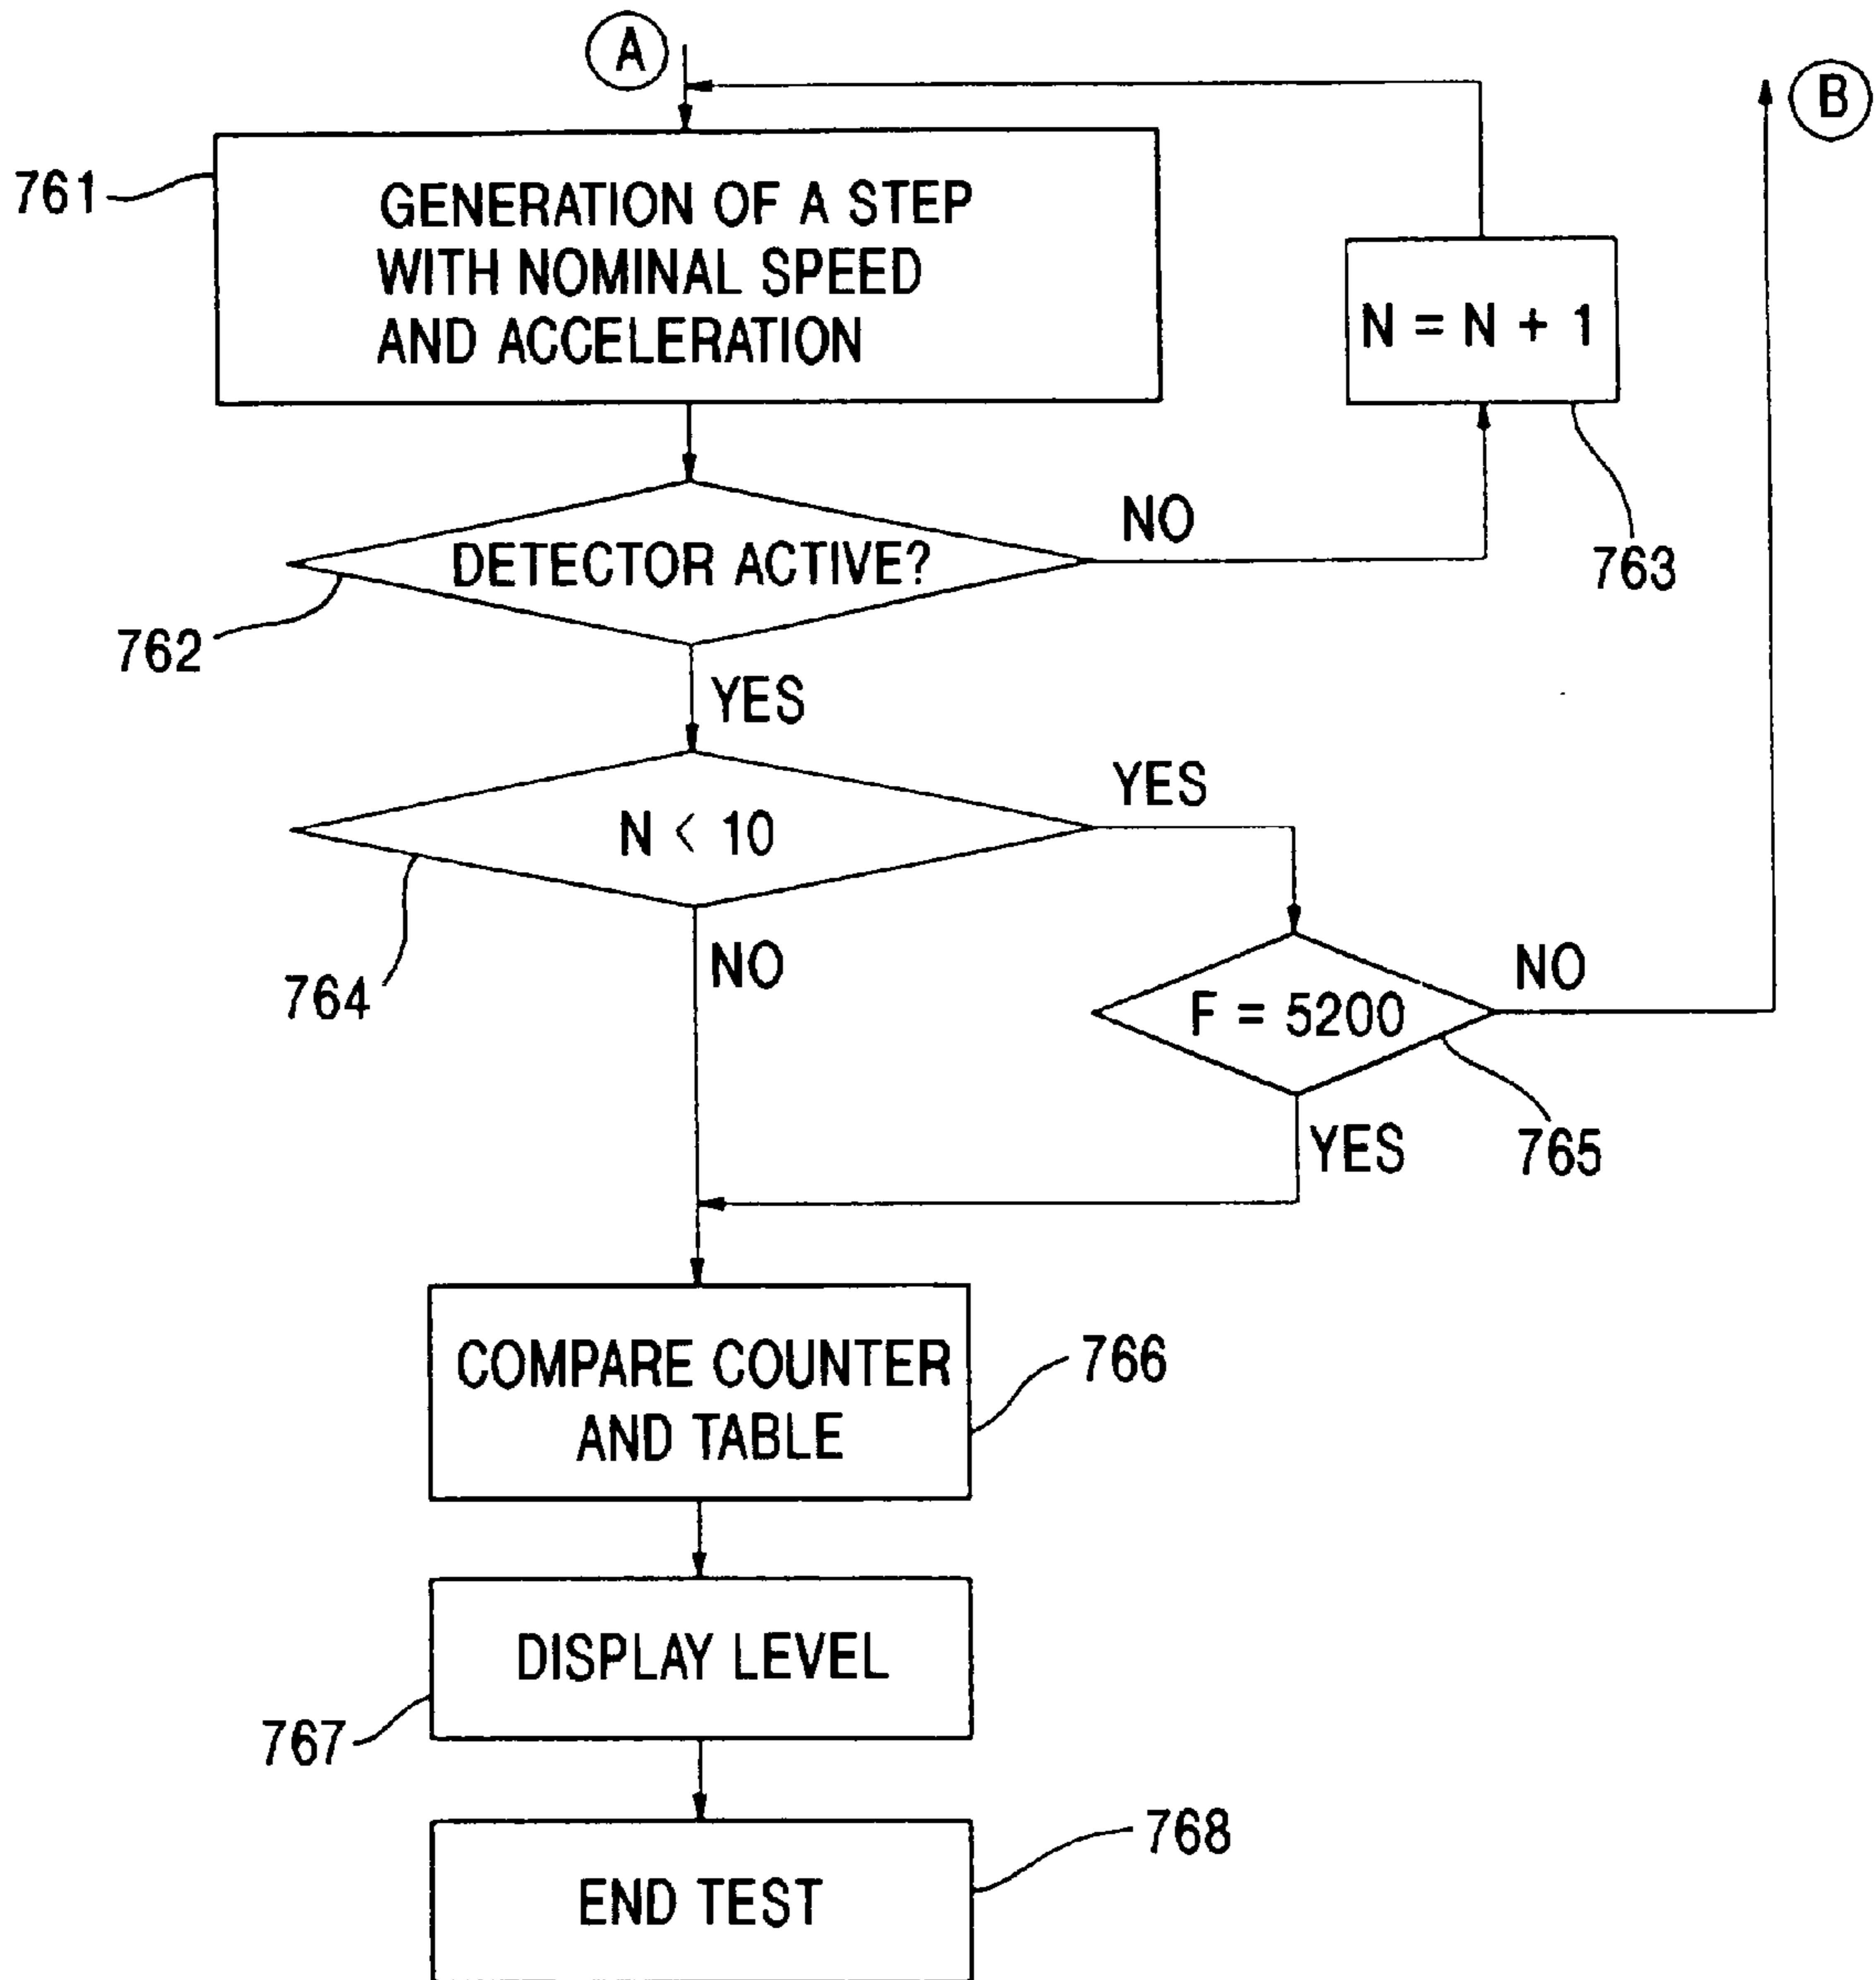 A
B
761
GENERATION OF A STEP
WITH NOMINAL SPEED
AND ACCELERATION
N = N + 1
NO
DETECTOR ACTIVE?
763
762
YES
YES
N < 10
NO
NO
764
F = 5200
YES
765
COMPARE COUNTER
AND TABLE
766
DISPLAY LEVEL
767
768
END TEST